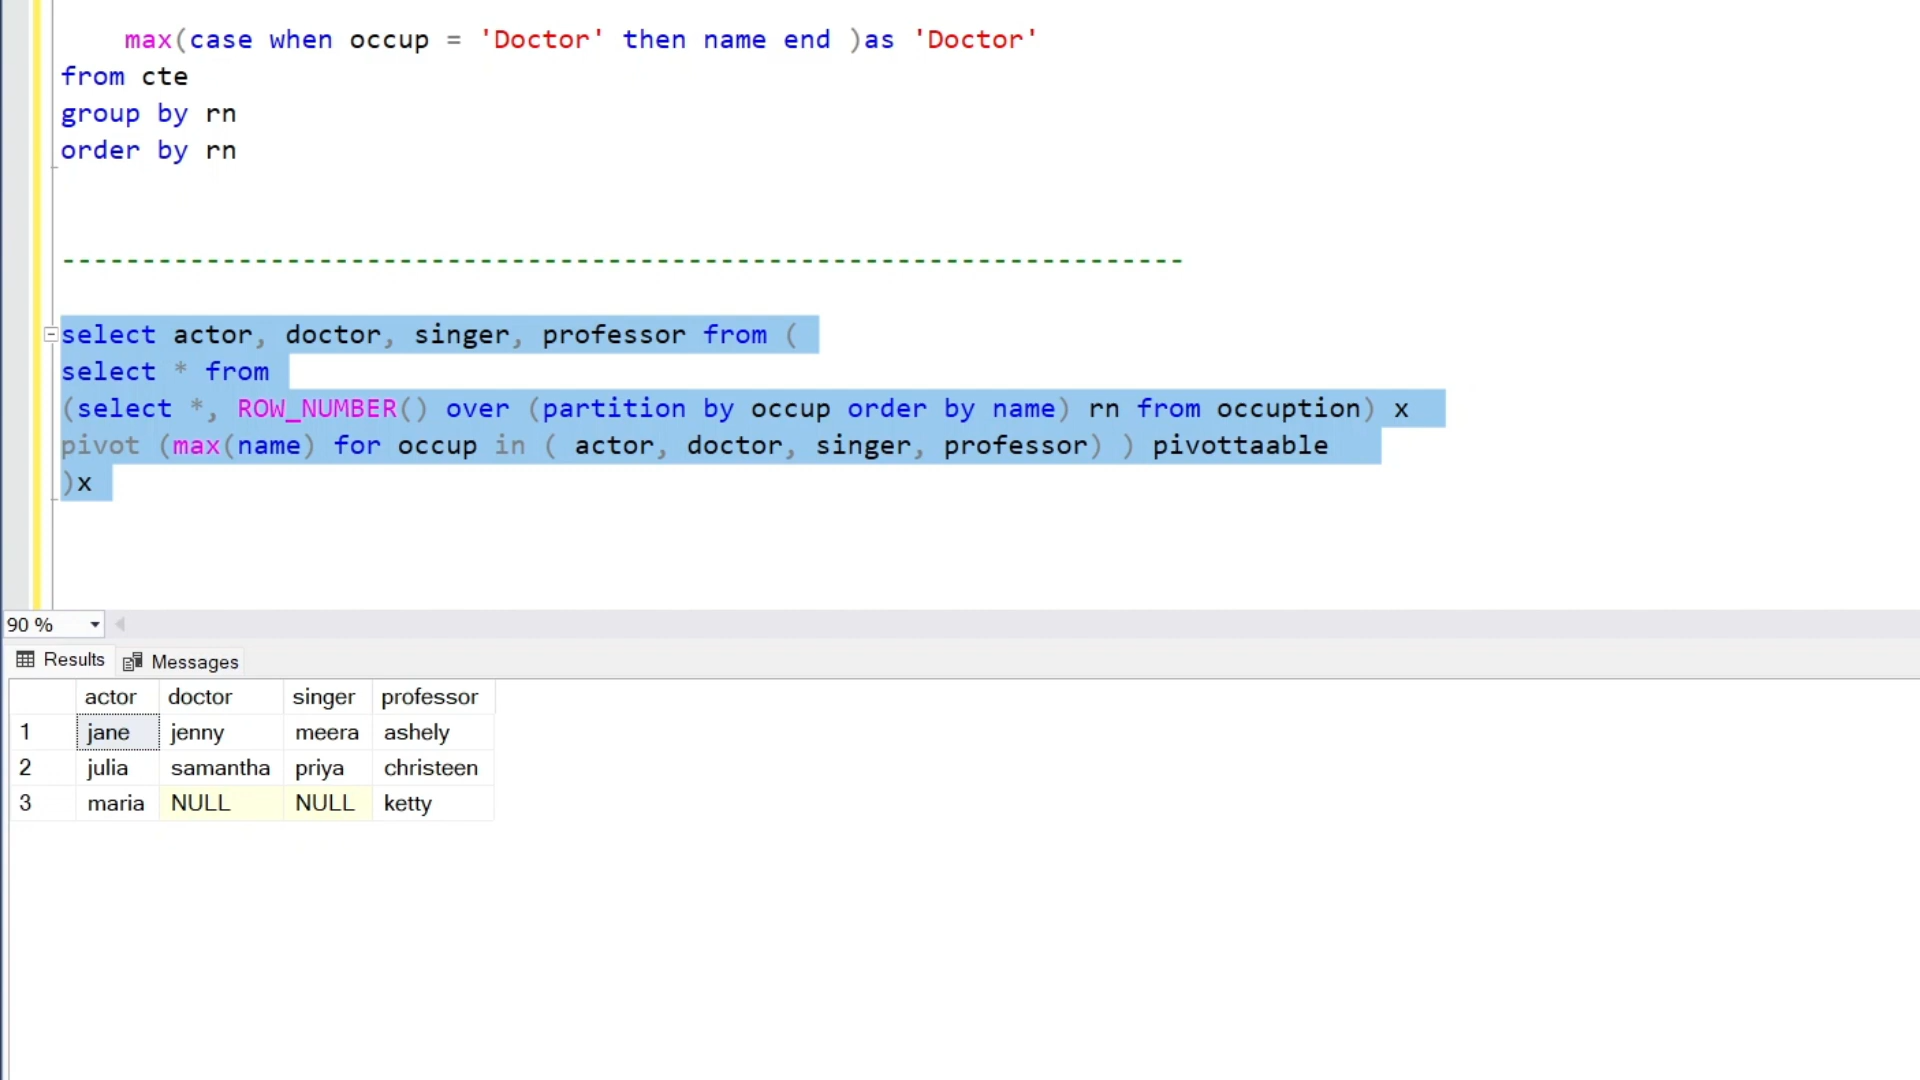 max(case when occup = 'Doctor' then name end )as 'Doctor'
from cte
group by rn
order by rn
----------------------------------------------------------------------
select actor, doctor, singer, professor from (
select * from
(select *, ROW_NUMBER() over (partition by occup order by name) rn from occuption) x
pivot (max(name) for occup in ( actor, doctor, singer, professor) ) pivottaable
)x
90 %
Results Messages
actor doctor singer professor
1 jane jenny meera ashely
2 julia samantha priya christeen
3 maria NULL NULL ketty